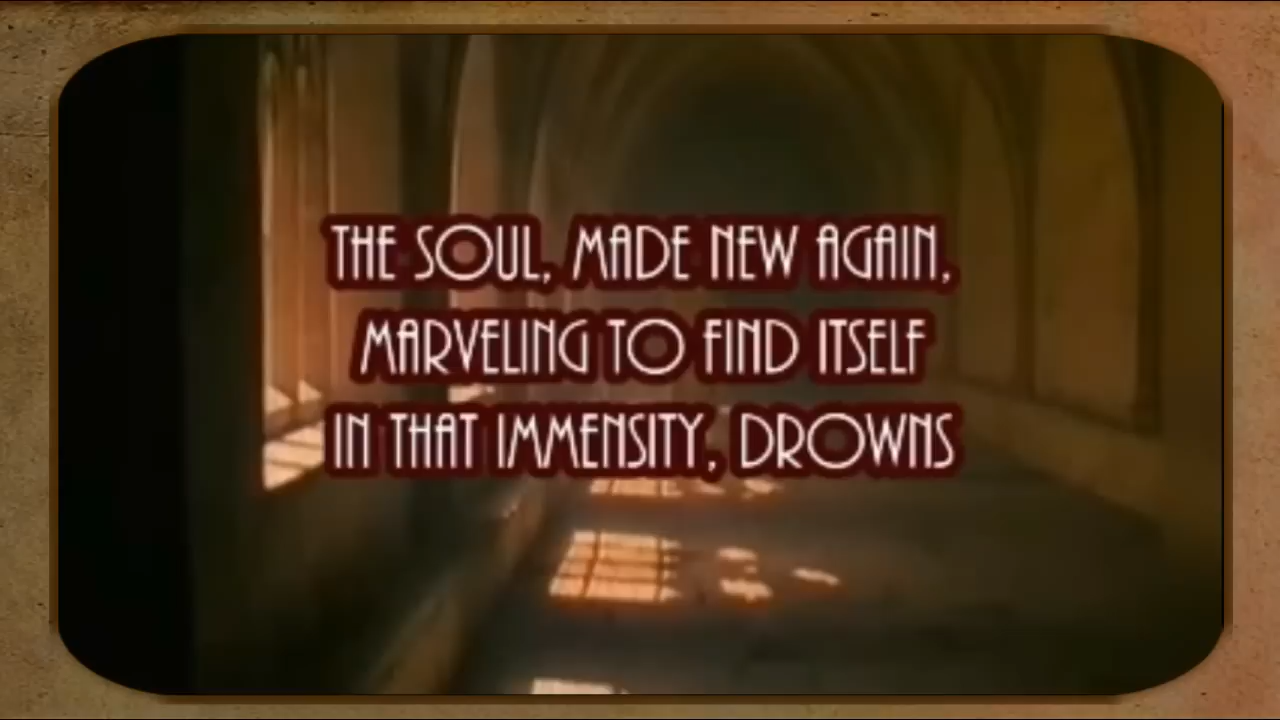 THE SOUL, MADE NEW AGAIN,
MARVELING TO FIND ITSELF
IN THAT IMMENSITY, DROWNS